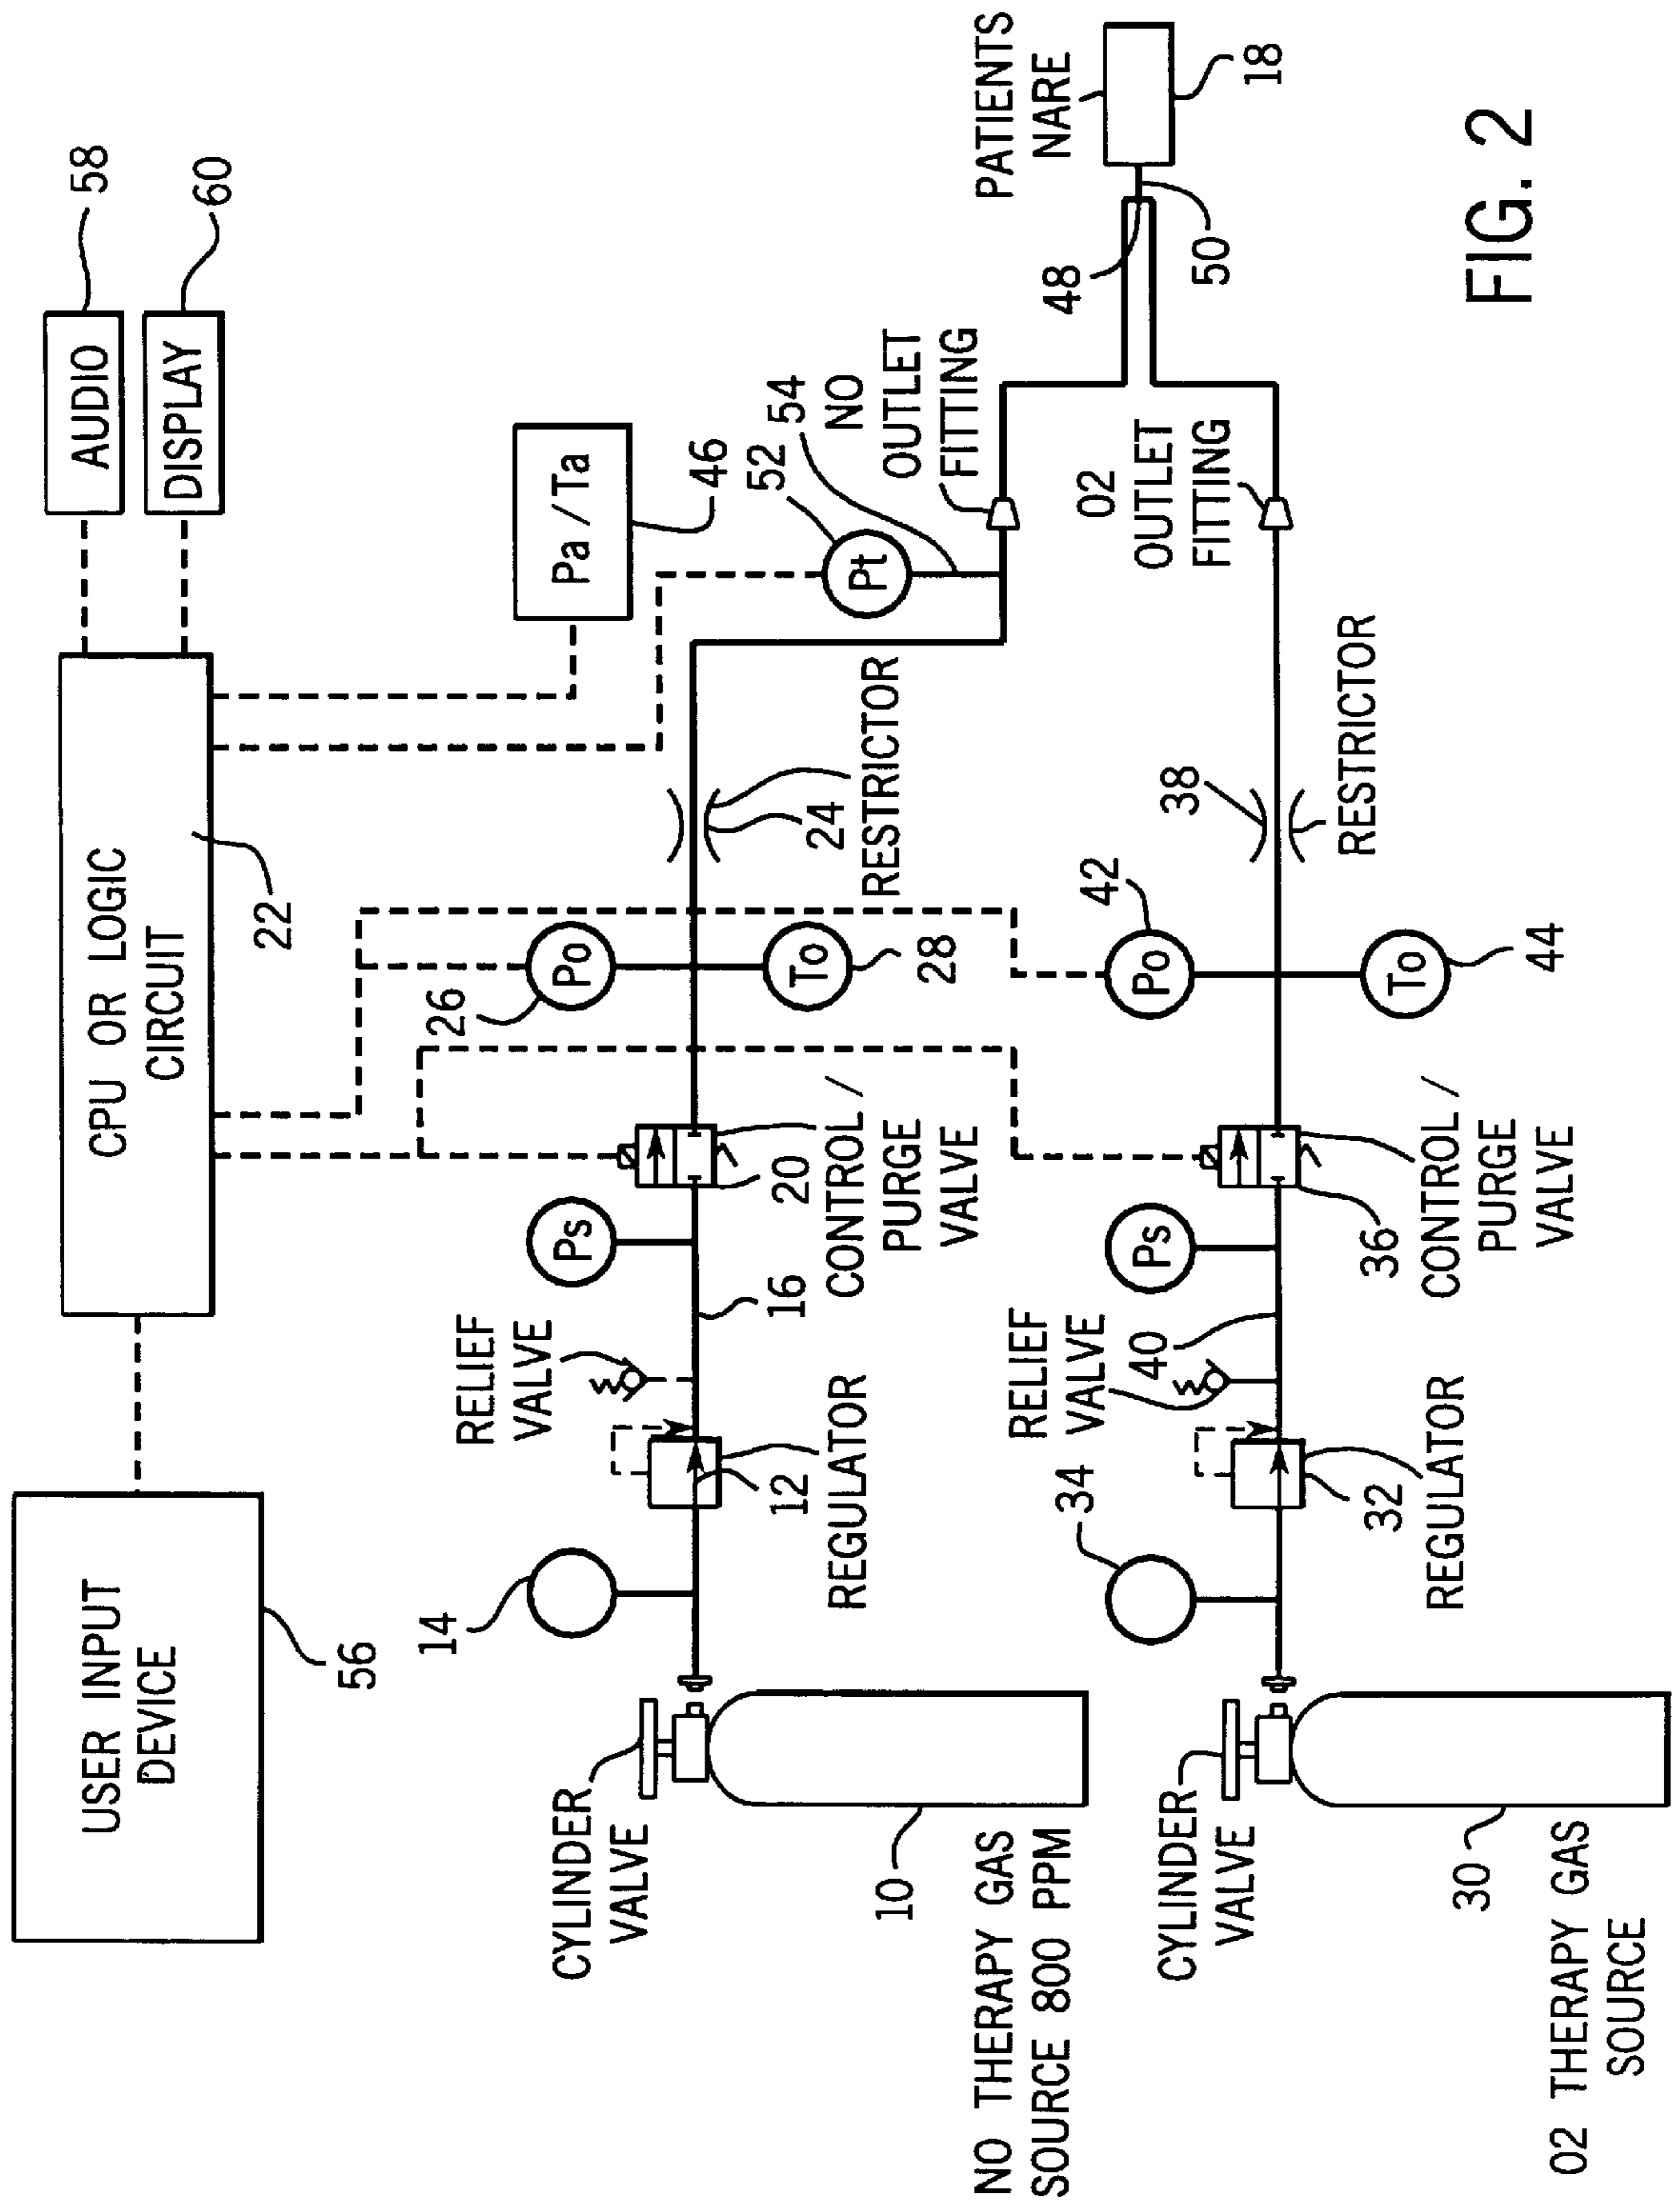 USER INPUT
DEVICE
56
CPU OR LOGIC
CIRCUIT
22
AUDIO
58
DISPLAY
60
Pa/Ta
46
CYLINDER
VALVE
10
NO THERAPY GAS
SOURCE 800 PPM
14
12
REGULATOR
RELIEF
VALVE
16
Ps
20
CONTROL/
PURGE
VALVE
26
Po
To
28
24
RESTRICTOR
Pt
52
54
NO
OUTLET
FITTING
CYLINDER
VALVE
30
O2 THERAPY GAS
SOURCE
34
32
REGULATOR
RELIEF
VALVE
40
Ps
36
CONTROL/
PURGE
VALVE
Po
42
To
44
38
RESTRICTOR
O2
OUTLET
FITTING
48
50
PATIENTS
NARE
18
FIG. 2